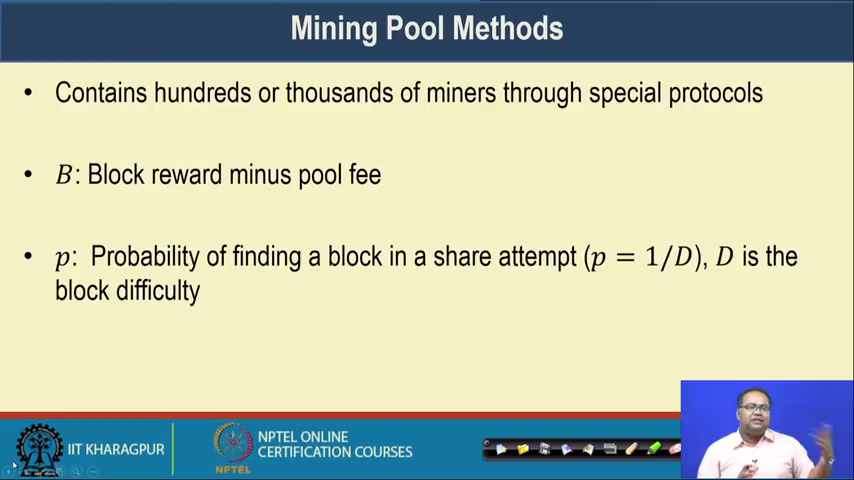 Mining Pool Methods
• Contains hundreds or thousands of miners through special protocols
• B: Block reward minus pool fee
• p: Probability of finding a block in a share attempt (p = 1/D), D is the
block difficulty
IIT KHARAGPUR
NPTEL
NPTEL ONLINE
CERTIFICATION COURSES